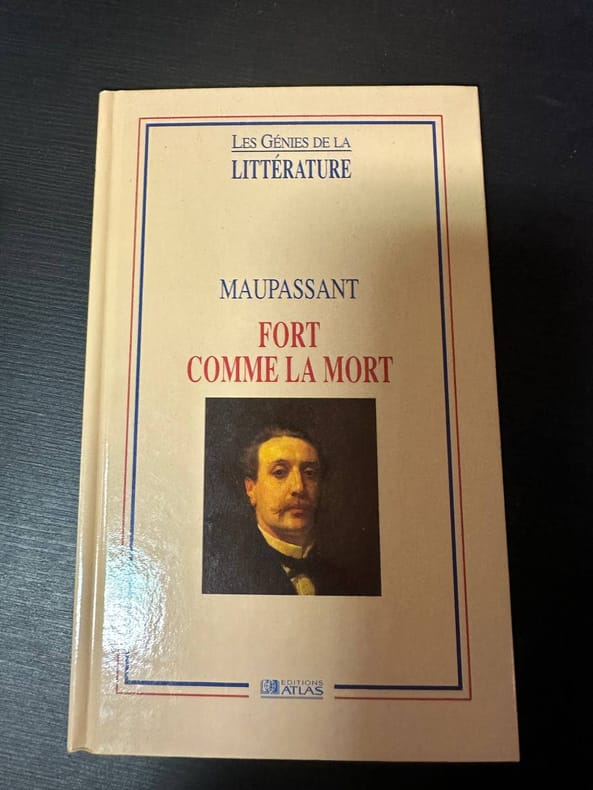 LES GÉNIES DE LA
LITTÉRATURE
MAUPASSANT
FORT
COMME LA MORT
EDITIONS
ATLAS